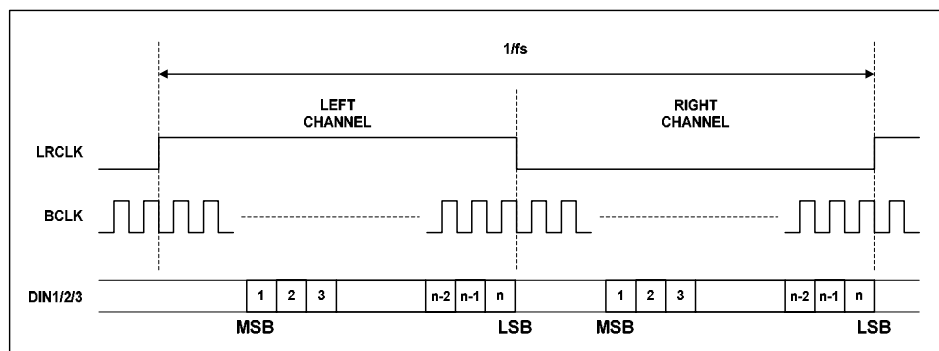 1/fs
LEFT
CHANNEL
RIGHT
CHANNEL
LRCLK
BCLK
DIN1/2/3
1 2 3 n-2 n-1 n 1 2 3 n-2 n-1 n
MSB LSB MSB LSB